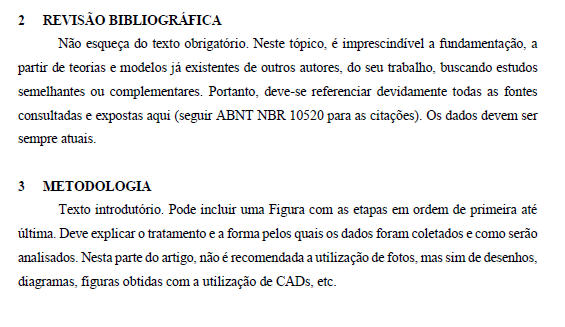 2 REVISÃO BIBLIOGRÁFICA
Não esqueça do texto obrigatório. Neste tópico, é imprescindível a fundamentação, a
partir de teorias e modelos já existentes de outros autores, do seu trabalho, buscando estudos
semelhantes ou complementares. Portanto, deve-se referenciar devidamente todas as fontes
consultadas e expostas aqui (seguir ABNT NBR 10520 para as citações). Os dados devem ser
sempre atuais.
3 METODOLOGIA
Texto introdutório. Pode incluir uma Figura com as etapas em ordem de primeira até
última. Deve explicar o tratamento e a forma pelos quais os dados foram coletados e como serão
analisados. Nesta parte do artigo, não é recomendada a utilização de fotos, mas sim de desenhos,
diagramas, figuras obtidas com a utilização de CADs, etc.